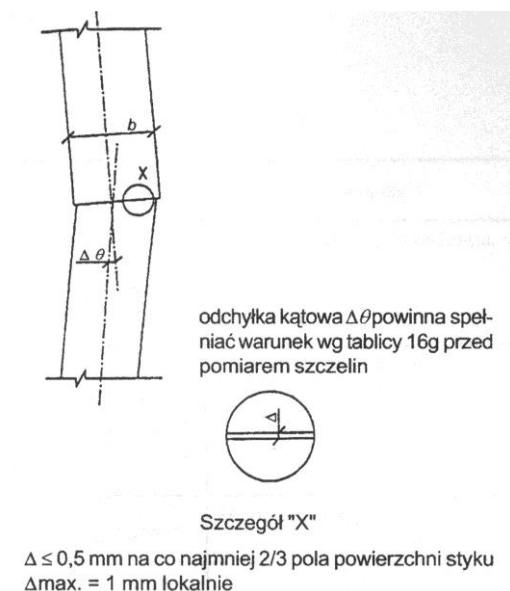 b
X
Δ θ
odchyłka kątowa Δθ powinna speł-
niać warunek wg tablicy 16g przed
pomiarem szczelin
Δ
Szczegół "X"
Δ ≤ 0,5 mm na co najmniej 2/3 pola powierzchni styku
Δmax. = 1 mm lokalnie